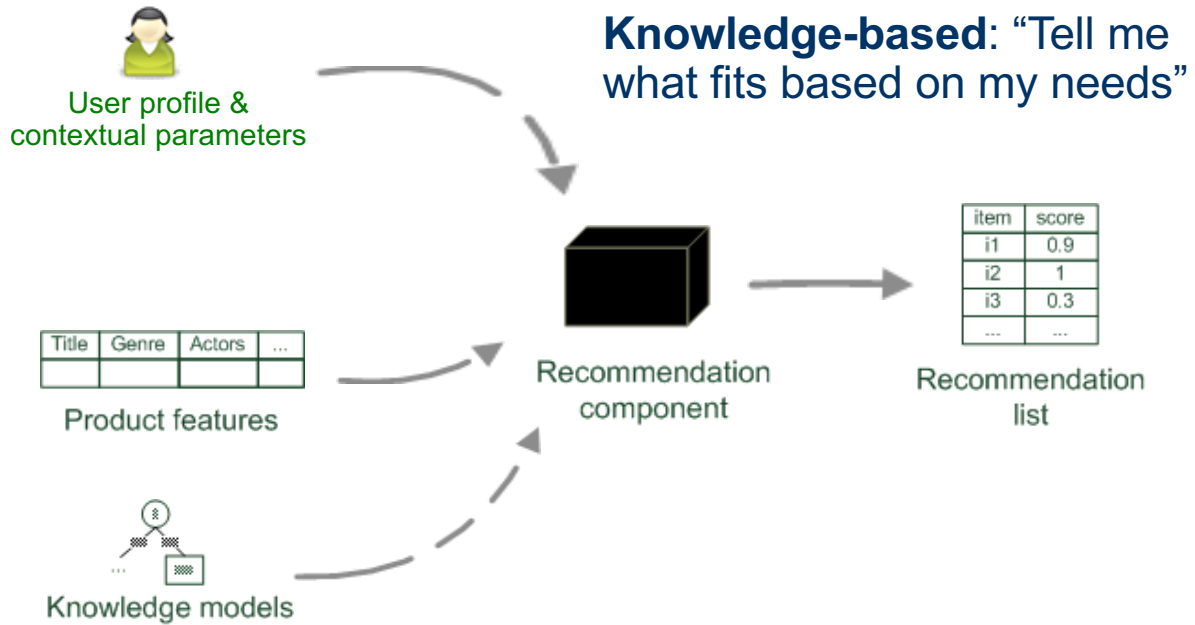 Knowledge-based: “Tell me
what fits based on my needs”
User profile &
contextual parameters
item score
i1 0.9
i2 1
i3 0.3
... ...
Title Genre Actors ...
Product features
Recommendation
component
Recommendation
list
...
Knowledge models